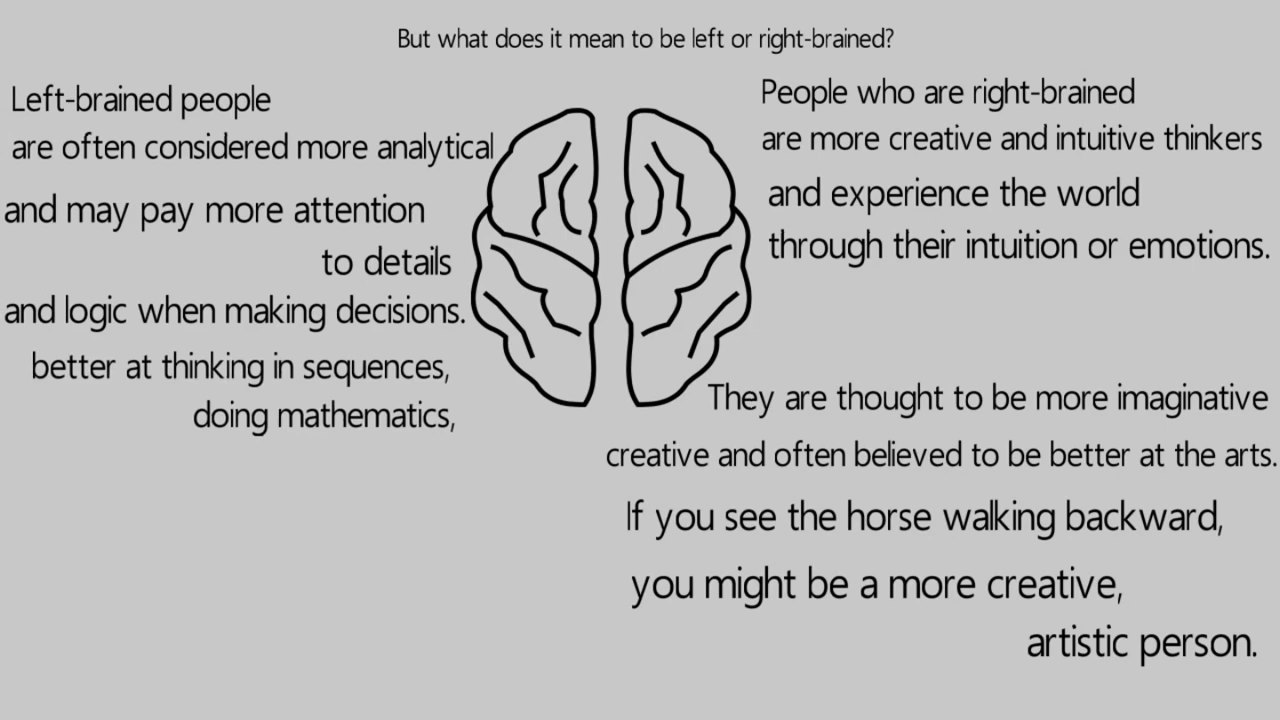 But what does it mean to be left or right-brained?
Left-brained people
are often considered more analytical
and may pay more attention
to details
and logic when making decisions.
better at thinking in sequences,
doing mathematics,
People who are right-brained
are more creative and intuitive thinkers
and experience the world
through their intuition or emotions.
They are thought to be more imaginative
creative and often believed to be better at the arts.
If you see the horse walking backward,
you might be a more creative,
artistic person.